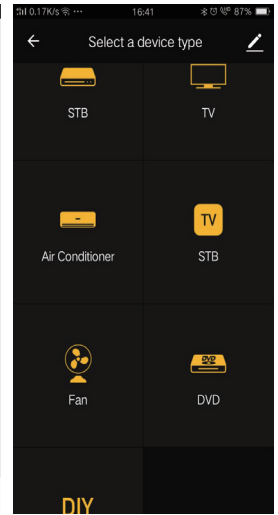 0.17K/s ... 16:41 87%
Select a device type
STB TV
TV
Air Conditioner STB
DVD
Fan DVD
DIY